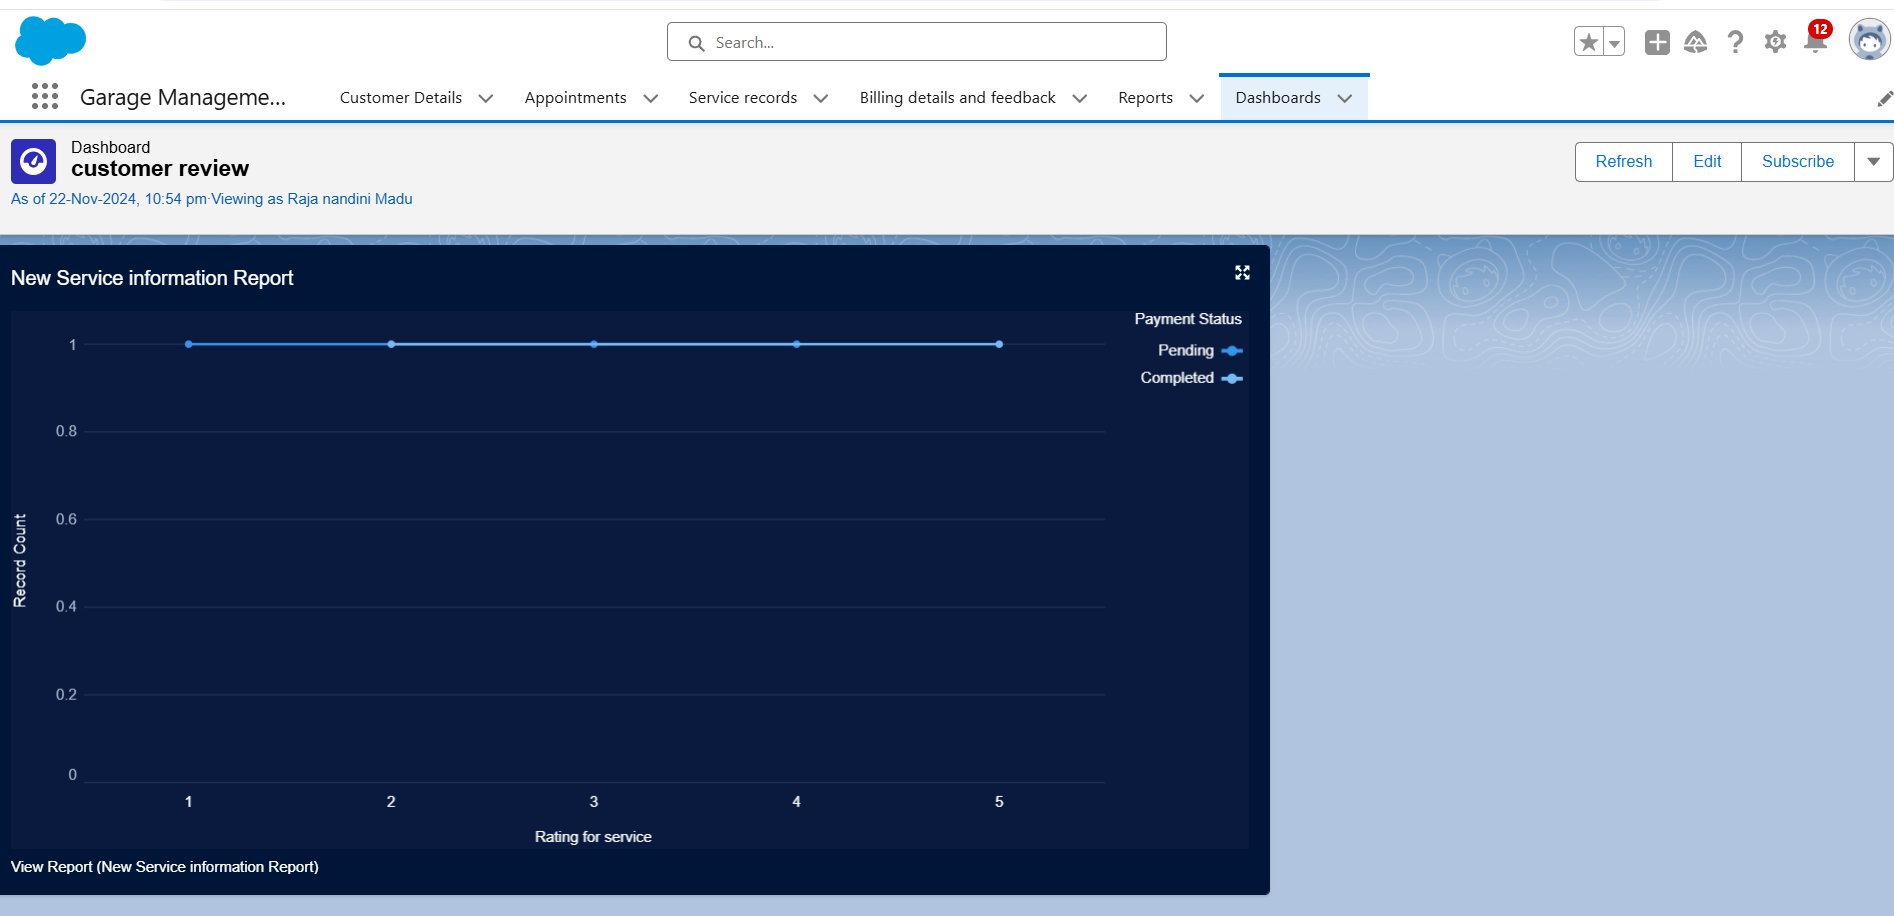 Search...
12
Garage Manageme...
Customer Details
Appointments
Service records
Billing details and feedback
Reports
Dashboards
Dashboard
customer review
As of 22-Nov-2024, 10:54 pm·Viewing as Raja nandini Madu
Refresh
Edit
Subscribe
New Service information Report
Payment Status
Pending
Completed
1
0.8
0.6
0.4
0.2
0
Record Count
1 2 3 4 5
Rating for service
View Report (New Service information Report)